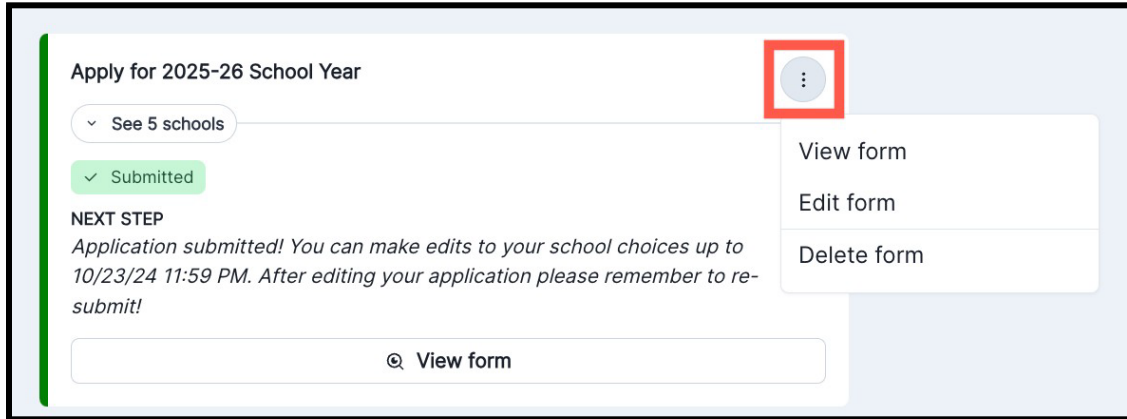 Apply for 2025-26 School Year
See 5 schools
Submitted
NEXT STEP
Application submitted! You can make edits to your school choices up to
10/23/24 11:59 PM. After editing your application please remember to re-
submit!
View form
View form
Edit form
Delete form